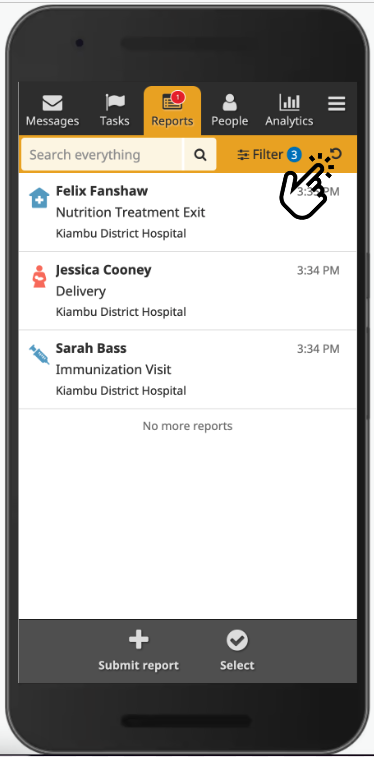 1
Messages Tasks Reports People Analytics
Search everything Filter 3
Felix Fanshaw
Nutrition Treatment Exit
Kiambu District Hospital
Jessica Cooney 3:34 PM
Delivery
Kiambu District Hospital
Sarah Bass 3:34 PM
Immunization Visit
Kiambu District Hospital
No more reports
Submit report Select